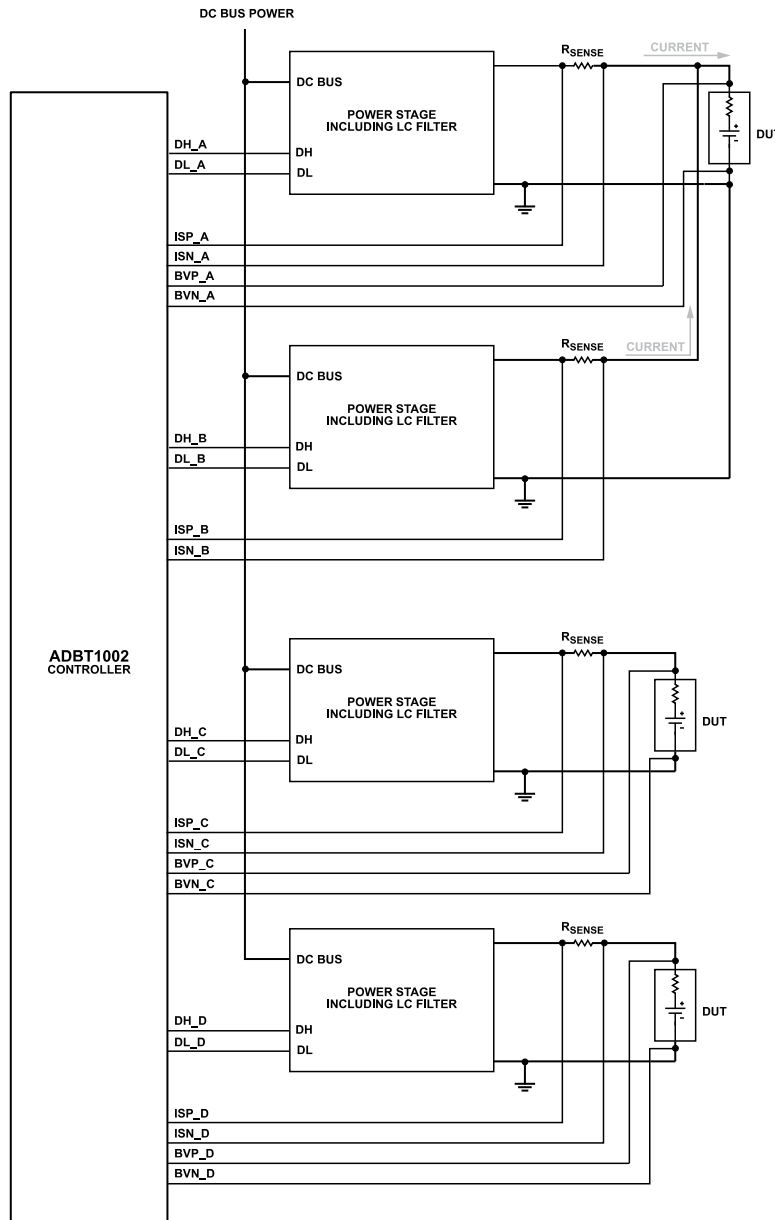 DC BUS POWER
RSENSE
CURRENT
DC BUS
POWER STAGE
INCLUDING LC FILTER
DUT
DH_A
DH
DL_A
DL
ISP_A
ISN_A
BVP_A
BVN_A
RSENSE
CURRENT
DC BUS
POWER STAGE
INCLUDING LC FILTER
DH_B
DH
DL_B
DL
ISP_B
ISN_B
ADBT1002
CONTROLLER
RSENSE
DC BUS
POWER STAGE
INCLUDING LC FILTER
DUT
DH_C
DH
DL_C
DL
ISP_C
ISN_C
BVP_C
BVN_C
RSENSE
DC BUS
POWER STAGE
INCLUDING LC FILTER
DUT
DH_D
DH
DL_D
DL
ISP_D
ISN_D
BVP_D
BVN_D